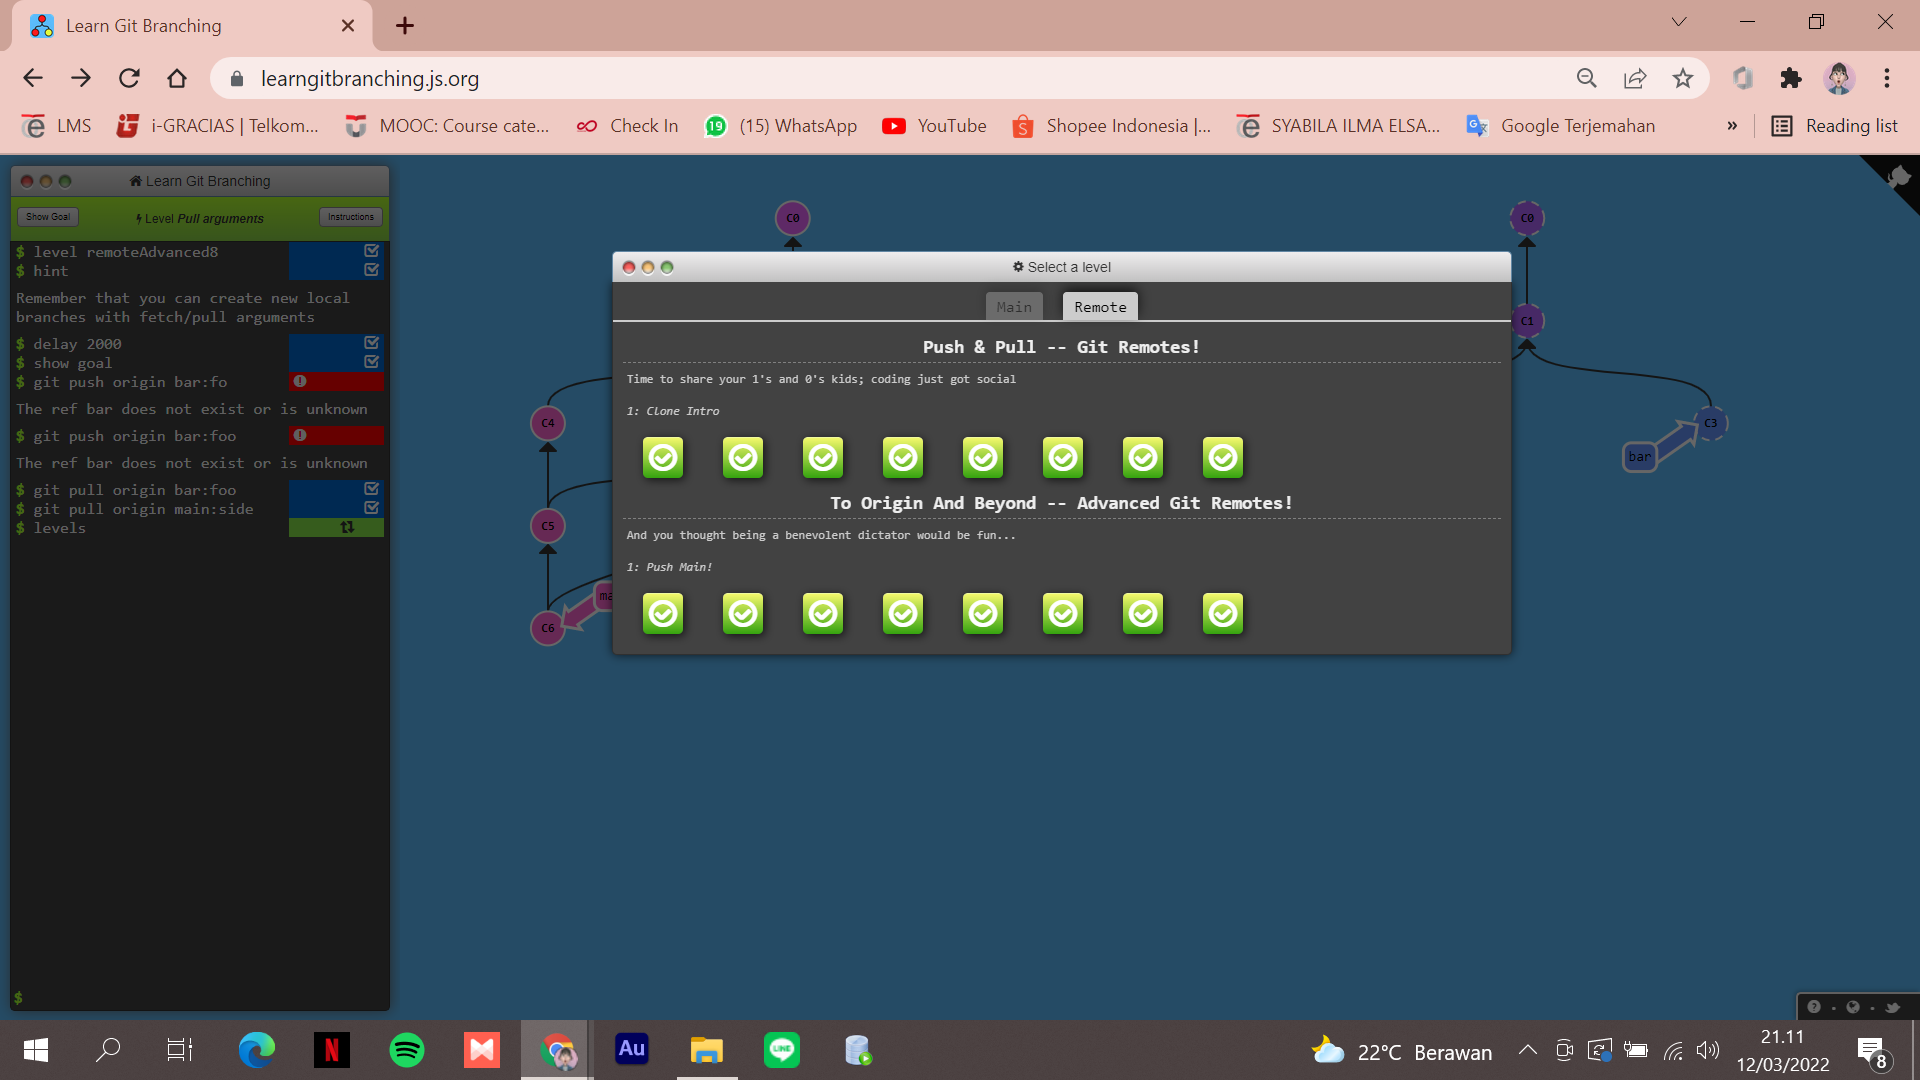 Learn Git Branching
learngitbranching.js.org
LMS
i-GRACIAS | Telkom...
MOOC: Course cate...
Check In
19
(15) WhatsApp
YouTube
Shopee Indonesia |...
SYABILA ILMA ELSA...
Google Terjemahan
»
Reading list
Learn Git Branching
Show Goal
Level Pull arguments
Instructions
$ level remoteAdvanced8
$ hint
Remember that you can create new local
branches with fetch/pull arguments
$ delay 2000
$ show goal
$ git push origin bar:fo
The ref bar does not exist or is unknown
$ git push origin bar:foo
The ref bar does not exist or is unknown
$ git pull origin bar:foo
$ git pull origin main:side
$ levels
$
C0
C4
C5
C6
ma
Select a level
Main
Remote
Push & Pull -- Git Remotes!
Time to share your 1's and 0's kids; coding just got social
1: Clone Intro
To Origin And Beyond -- Advanced Git Remotes!
And you thought being a benevolent dictator would be fun...
1: Push Main!
C0
C1
C3
bar
N
Au
LINE
22°C Berawan
21.11
12/03/2022
8